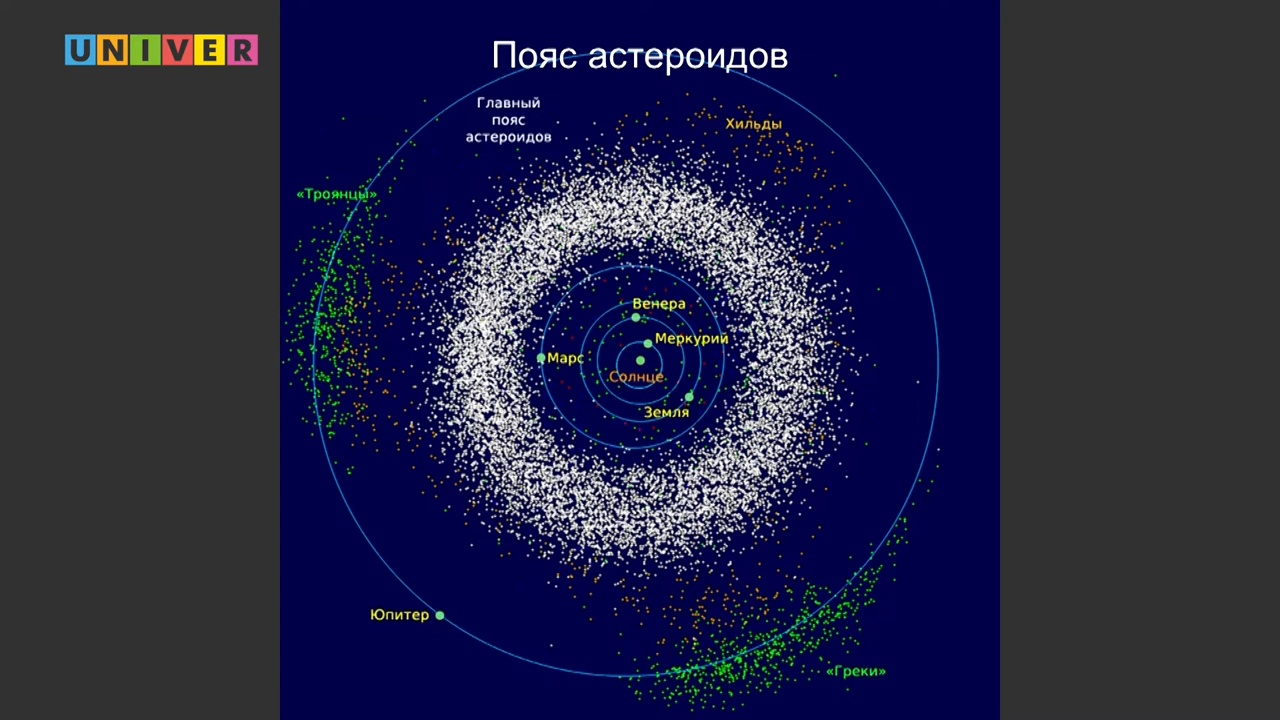 UNIVER
Пояс астероидов
Главный
пояс
астероидов
Хильды
«Троянцы»
Венера
Меркурий
Марс
Солнце
Земля
Юпитер
«Греки»